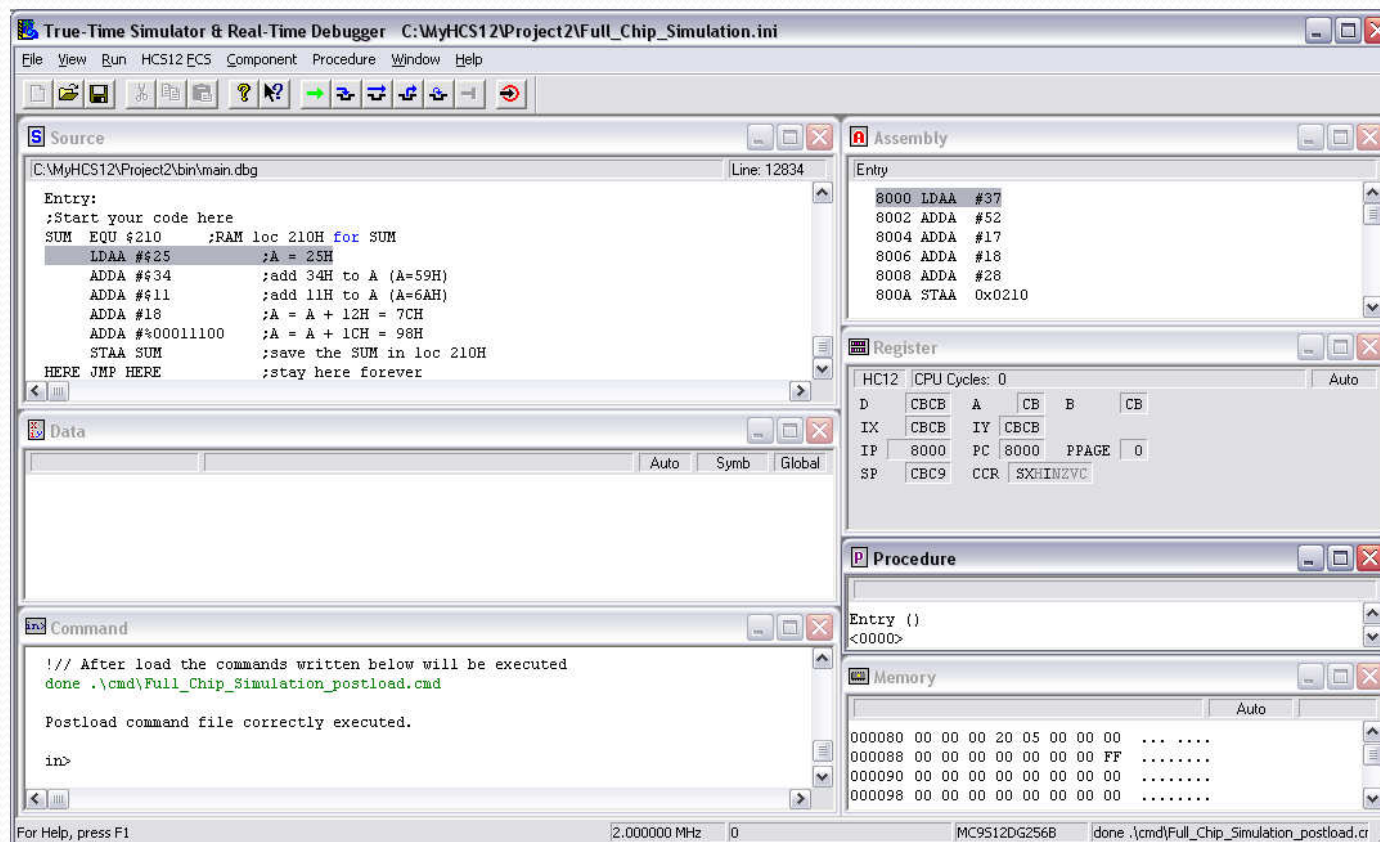 True-Time Simulator & Real-Time Debugger C:\MyHCS12\Project2\Full_Chip_Simulation.ini
File View Run HCS12 FCS Component Procedure Window Help
Source
C:\MyHCS12\Project2\bin\main.dbg Line: 12834
Entry:
;Start your code here
SUM EQU $210 ;RAM loc 210H for SUM
LDAA #$25 ;A = 25H
ADDA #$34 ;add 34H to A (A=59H)
ADDA #$11 ;add 11H to A (A=6AH)
ADDA #18 ;A = A + 12H = 7CH
ADDA #%00011100 ;A = A + 1CH = 98H
STAA SUM ;save the SUM in loc 210H
HERE JMP HERE ;stay here forever
Data
Auto Symb Global
Command
!// After load the commands written below will be executed
done .\cmd\Full_Chip_Simulation_postload.cmd
Postload command file correctly executed.
in>
Assembly
Entry
8000 LDAA #37
8002 ADDA #52
8004 ADDA #17
8006 ADDA #18
8008 ADDA #28
800A STAA 0x0210
Register
HC12 CPU Cycles: 0 Auto
D CBCB A CB B CB
IX CBCB IY CBCB
IP 8000 PC 8000 PPAGE 0
SP CBC9 CCR SXHINZVC
Procedure
Entry ()
<0000>
Memory
Auto
000080 00 00 00 20 05 00 00 00 ... ....
000088 00 00 00 00 00 00 00 FF ........
000090 00 00 00 00 00 00 00 00 ........
000098 00 00 00 00 00 00 00 00 ........
For Help, press F1 2.000000 MHz 0 MC9S12DG256B done .\cmd\Full_Chip_Simulation_postload.cr